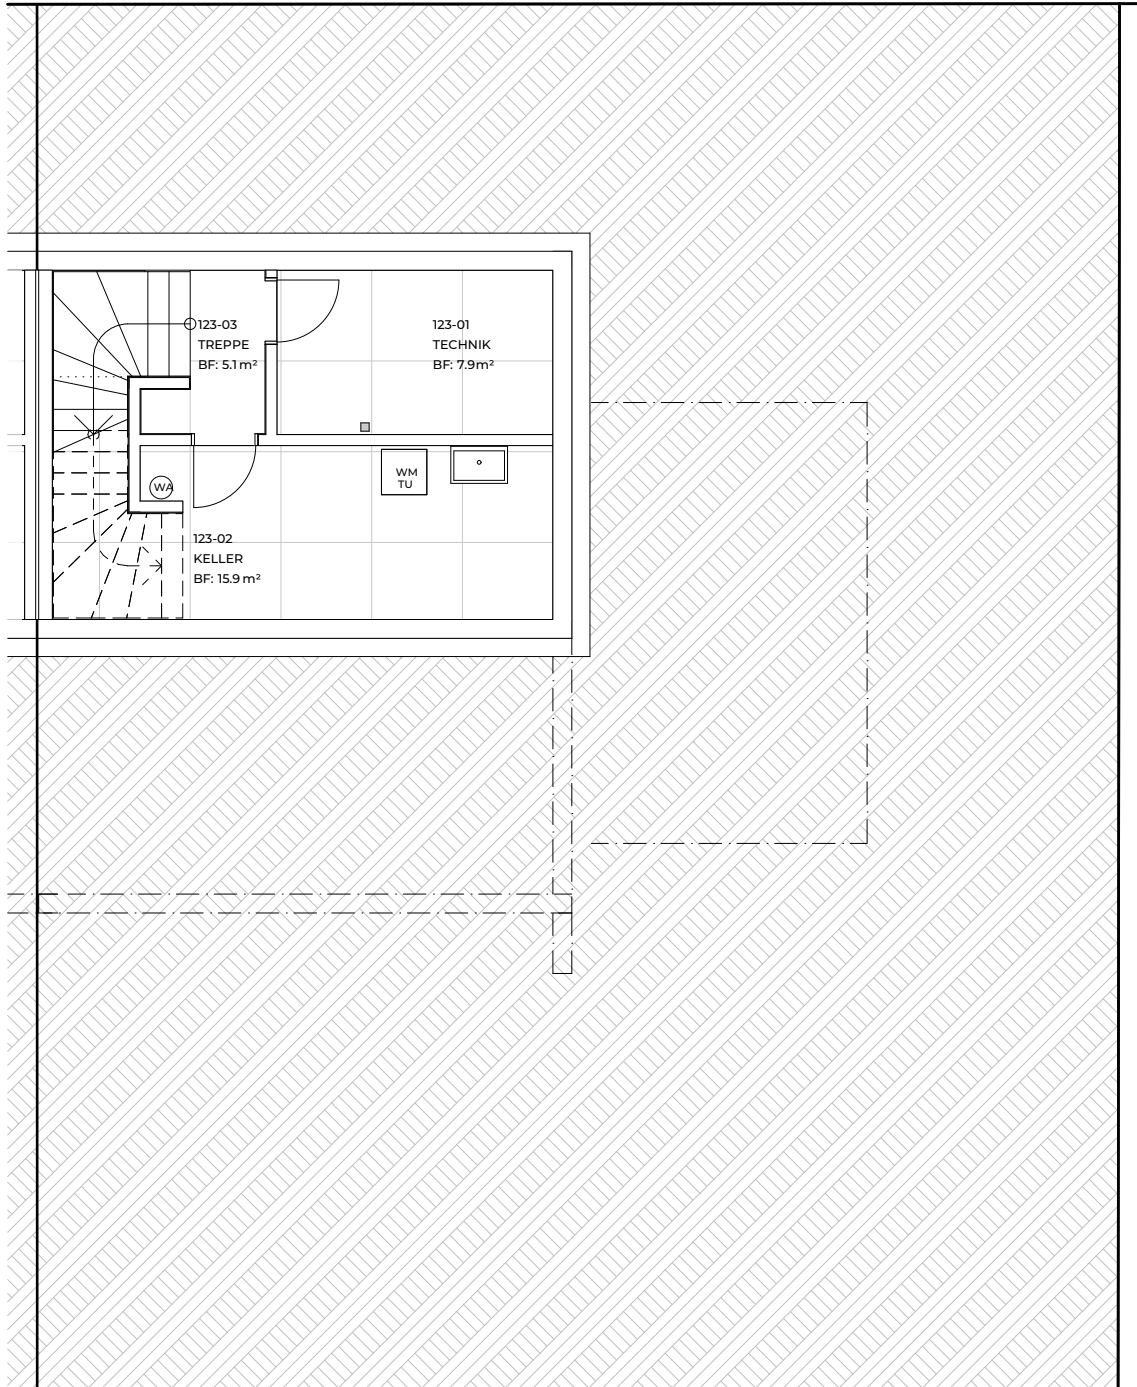 123-03
TREPPE
BF: 5.1 m²
123-01
TECHNIK
BF: 7.9m²
WM
TU
WA
123-02
KELLER
BF: 15.9 m²